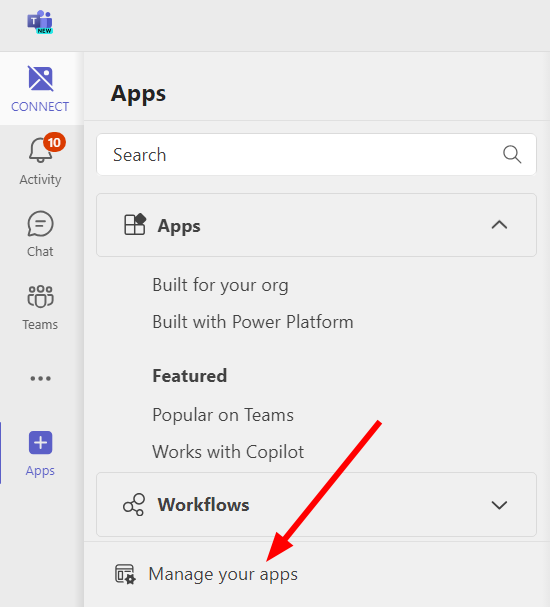 NEW
CONNECT
10
Activity
Chat
Teams
Apps
Apps
Search
Apps
Built for your org
Built with Power Platform
Featured
Popular on Teams
Works with Copilot
Workflows
Manage your apps